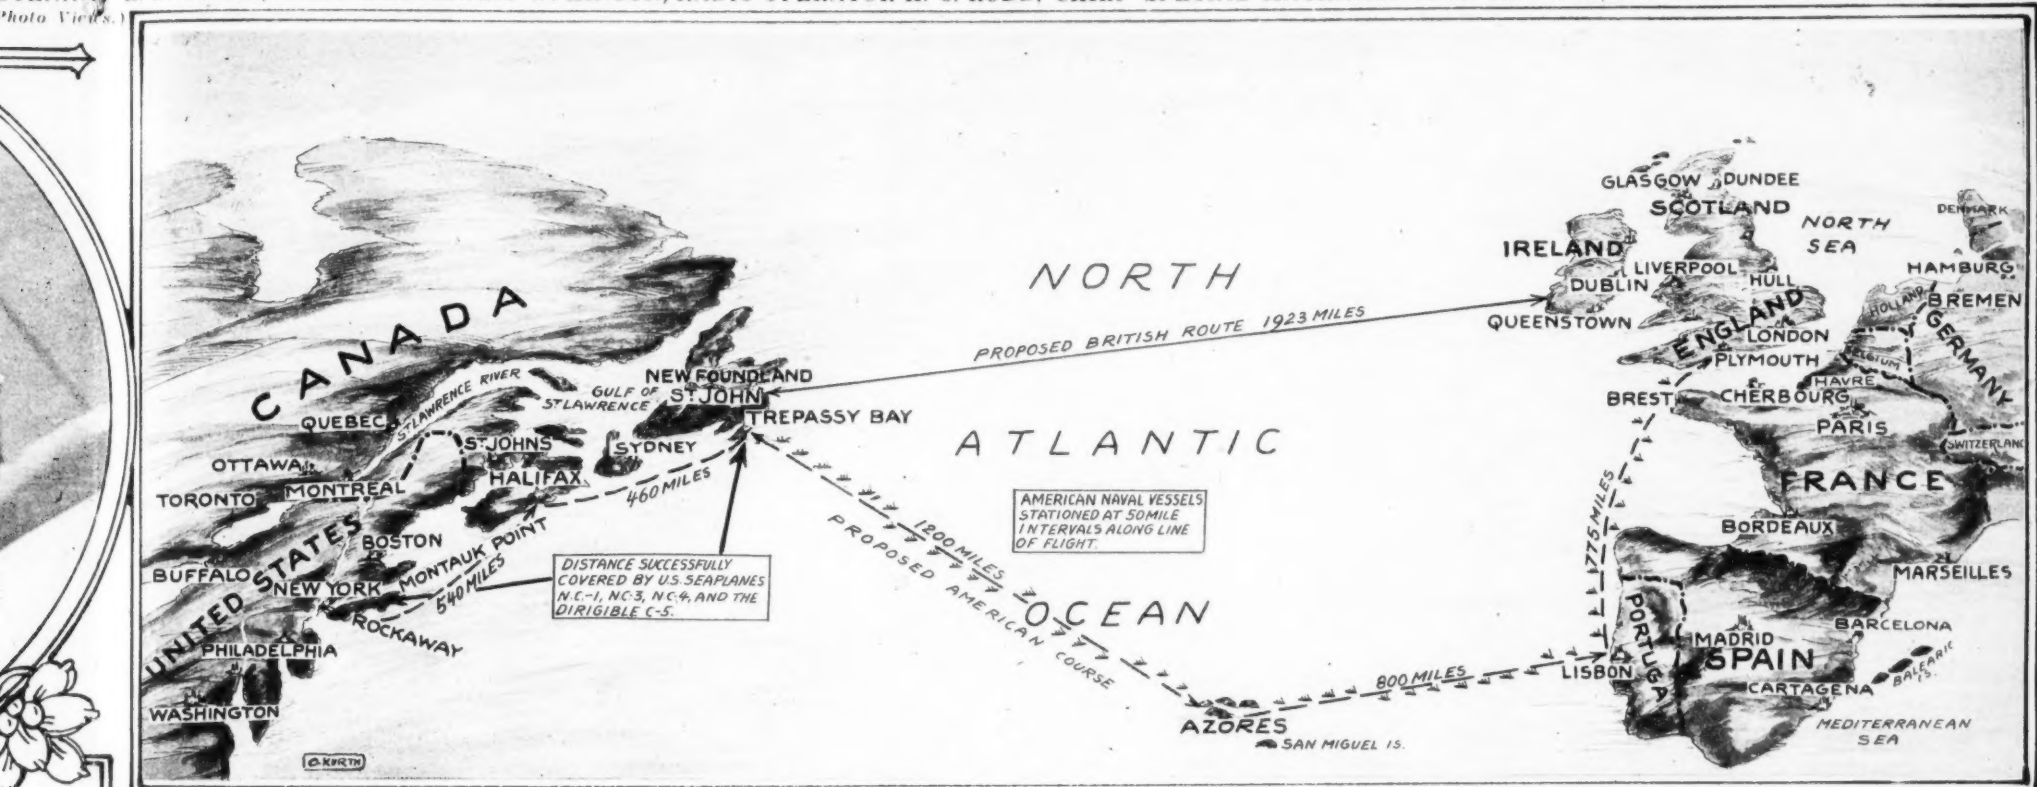 Photo Views.)
GLASGOW
DUNDEE
SCOTLAND
NORTH
SEA
DENMARK
IRELAND
LIVERPOOL
HULL
DUBLIN
HAMBURG
HOLLAND
BREMEN
QUEENSTOWN
ENGLAND
LONDON
GERMANY
PLYMOUTH
BELGIUM
HAVRE
BREST
CHERBOURG
PARIS
SWITZERLAND
FRANCE
NORTH
PROPOSED BRITISH ROUTE 1923 MILES
CANADA
NEWFOUNDLAND
GULF OF
ST LAWRENCE
ST JOHN
ST LAWRENCE RIVER
TREPASSY BAY
QUEBEC
ST JOHNS
SYDNEY
OTTAWA
HALIFAX
MONTREAL
TORONTO
460 MILES
ATLANTIC
AMERICAN NAVAL VESSELS
STATIONED AT 50 MILE
INTERVALS ALONG LINE
OF FLIGHT.
1200 MILES
PROPOSED AMERICAN COURSE
775 MILES
BORDEAUX
MARSEILLES
UNITED STATES
BOSTON
MONTAUK POINT
BUFFALO
NEW YORK
540 MILES
DISTANCE SUCCESSFULLY
COVERED BY U.S. SEAPLANES
N.C.-1, NC-3, NC-4, AND THE
DIRIGIBLE C-5.
OCEAN
ROCKAWAY
PHILADELPHIA
WASHINGTON
PORTUGA
BARCELONA
MADRID
SPAIN
LISBON
BALEARIC
IS.
800 MILES
CARTAGENA
AZORES
MEDITERRANEAN
SEA
SAN MIGUEL IS.
C. KURTH